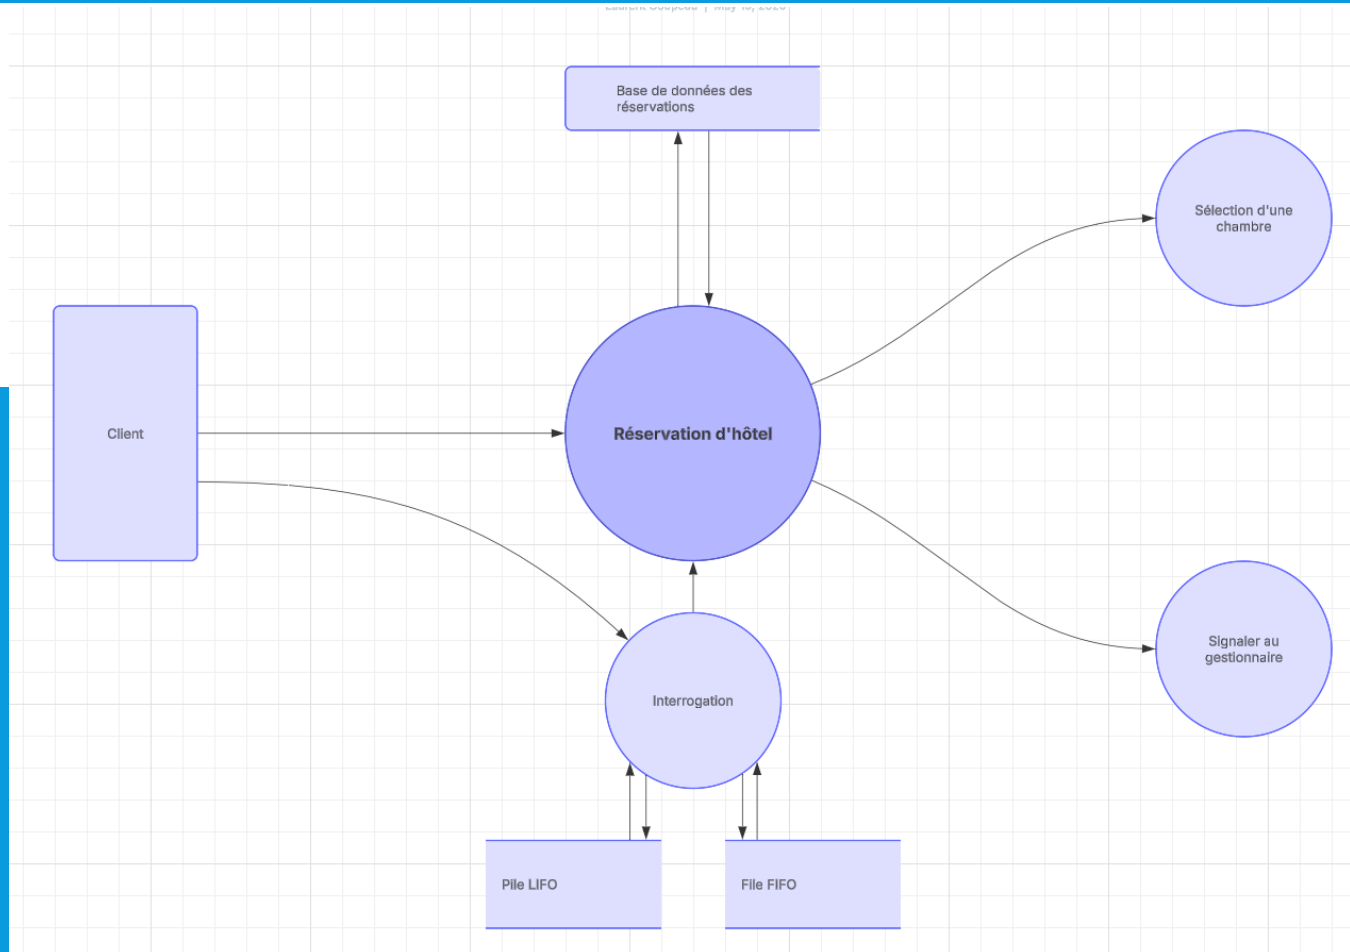 Base de données des
réservations
Sélection d'une
chambre
Client
Réservation d'hôtel
Signaler au
gestionnaire
Interrogation
Pile LIFO
File FIFO